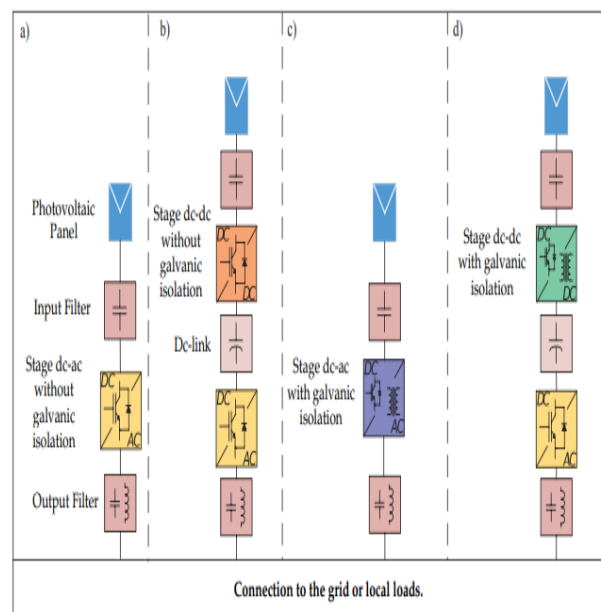 a)
b)
c)
d)
Photovoltaic
Panel
Input Filter
Stage dc-ac
without
galvanic
isolation
Output Filter
DC
AC
Stage dc-dc
without
galvanic
isolation
Dc-link
DC
DC
DC
AC
Stage dc-ac
with galvanic
isolation
DC
AC
Stage dc-dc
with galvanic
isolation
DC
DC
DC
AC
Connection to the grid or local loads.